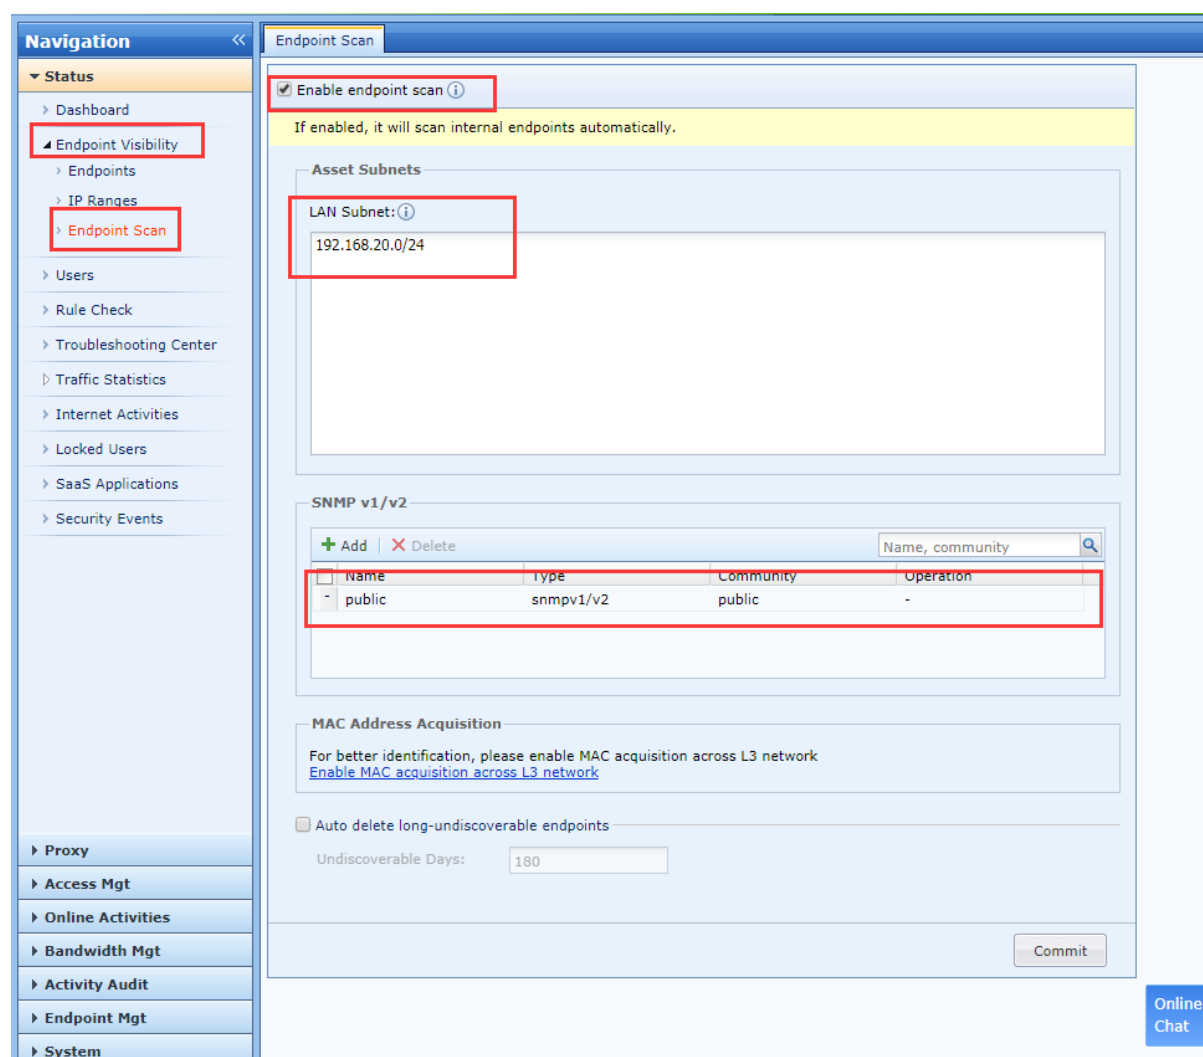 Navigation
Status
Dashboard
Endpoint Visibility
Endpoints
IP Ranges
Endpoint Scan
Users
Rule Check
Troubleshooting Center
Traffic Statistics
Internet Activities
Locked Users
SaaS Applications
Security Events
Proxy
Access Mgt
Online Activities
Bandwidth Mgt
Activity Audit
Endpoint Mgt
System
Endpoint Scan
Enable endpoint scan
If enabled, it will scan internal endpoints automatically.
Asset Subnets
LAN Subnet:
192.168.20.0/24
SNMP v1/v2
Add Delete Name, community
Name Type Community Operation
- public snmpv1/v2 public -
MAC Address Acquisition
For better identification, please enable MAC acquisition across L3 network
Enable MAC acquisition across L3 network
Auto delete long-undiscoverable endpoints
Undiscoverable Days: 180
Commit
Online
Chat